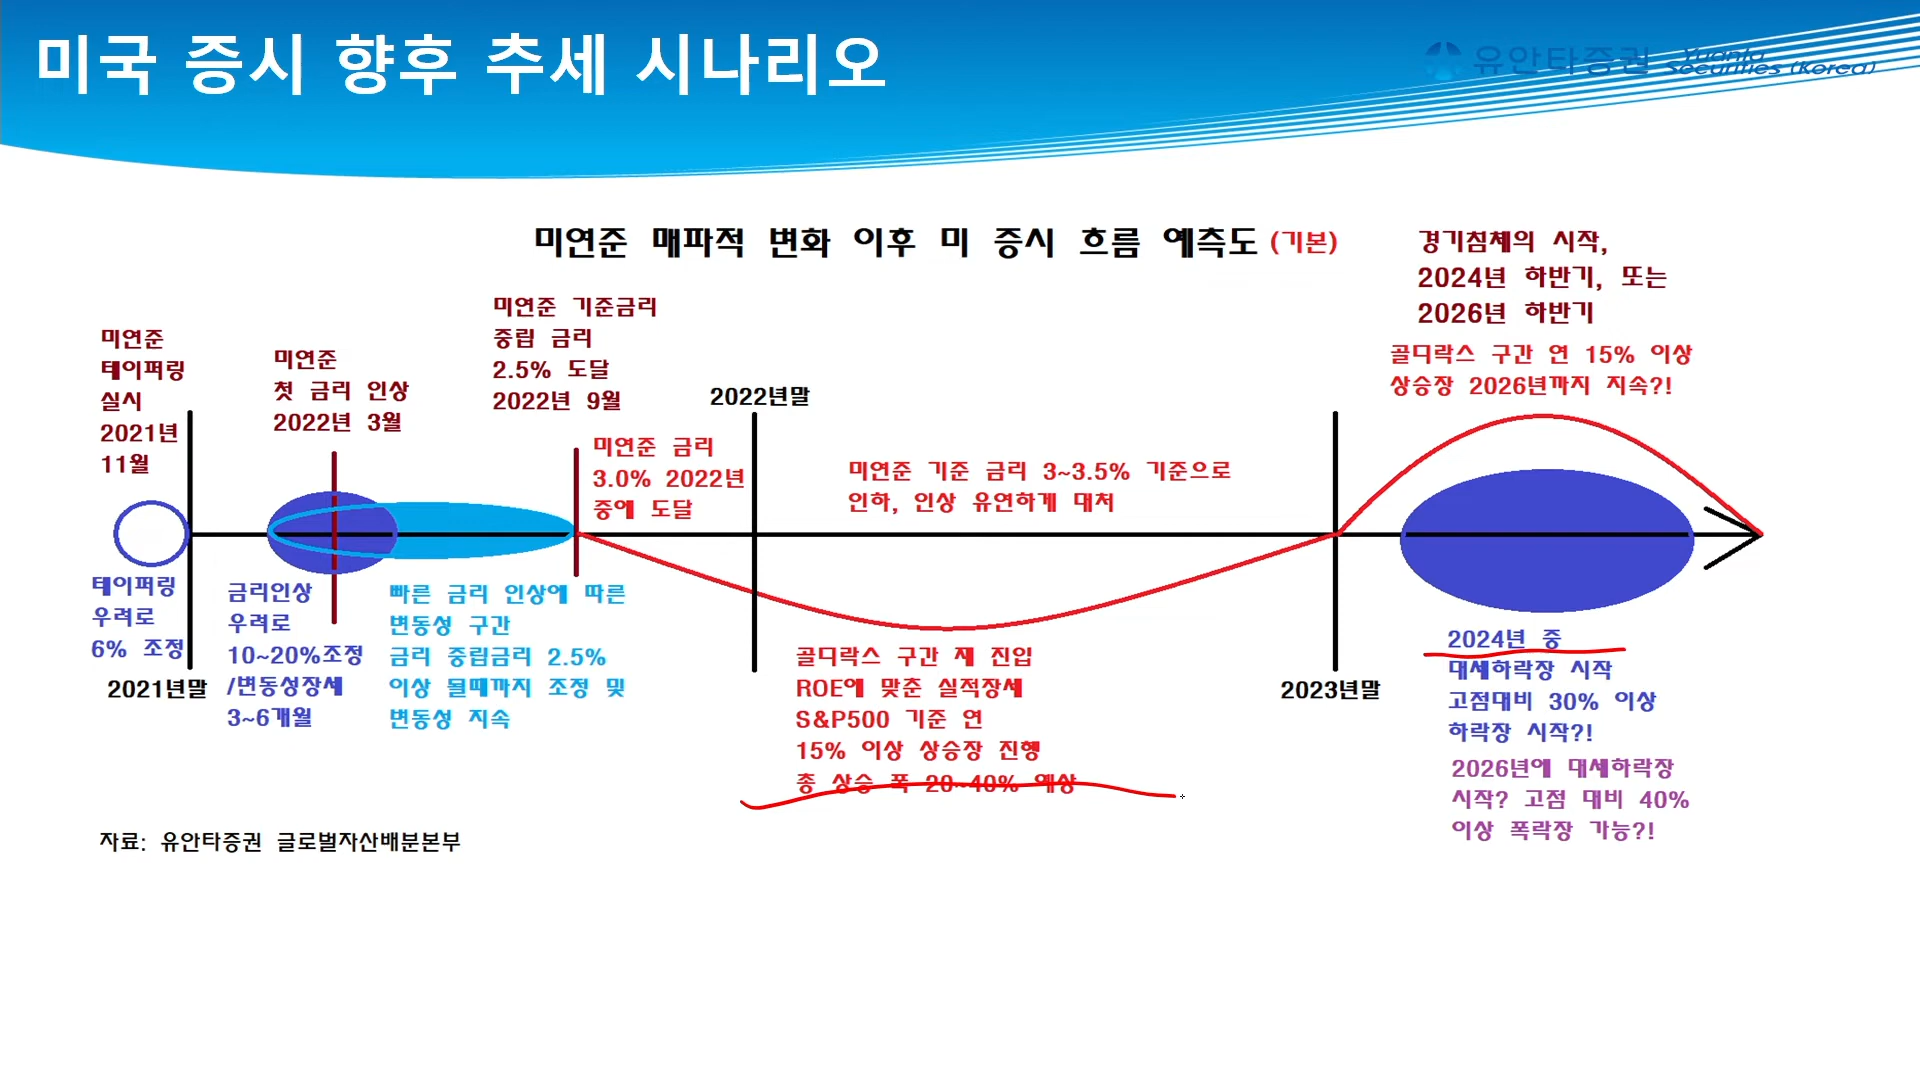 미국 증시 향후 추세 시나리오
유안타증권 Yuanta Securities (Korea)
미연준 매파적 변화 이후 미 증시 흐름 예측도 (기본)
미연준
테이퍼링
실시
2021년
11월
미연준
첫 금리 인상
2022년 3월
미연준 기준금리
중립 금리
2.5% 도달
2022년 9월
미연준 금리
3.0% 2022년
중에 도달
2022년말
미연준 기준 금리 3~3.5% 기준으로
인하, 인상 유연하게 대처
경기침체의 시작,
2024년 하반기, 또는
2026년 하반기
골디락스 구간 연 15% 이상
상승장 2026년까지 지속?!
테이퍼링
우려로
6% 조정
2021년말
금리인상
우려로
10~20%조정
/변동성장세
3~6개월
빠른 금리 인상에 따른
변동성 구간
금리 중립금리 2.5%
이상 될때까지 조정 및
변동성 지속
골디락스 구간 재 진입
ROE에 맞춘 실적장세
S&P500 기준 연
15% 이상 상승장 진행
총 상승 폭 20~40% 예상
2023년말
2024년 중
대세하락장 시작
고점대비 30% 이상
하락장 시작?!
2026년에 대세하락장
시작? 고점 대비 40%
이상 폭락장 가능?!
자료: 유안타증권 글로벌자산배분본부